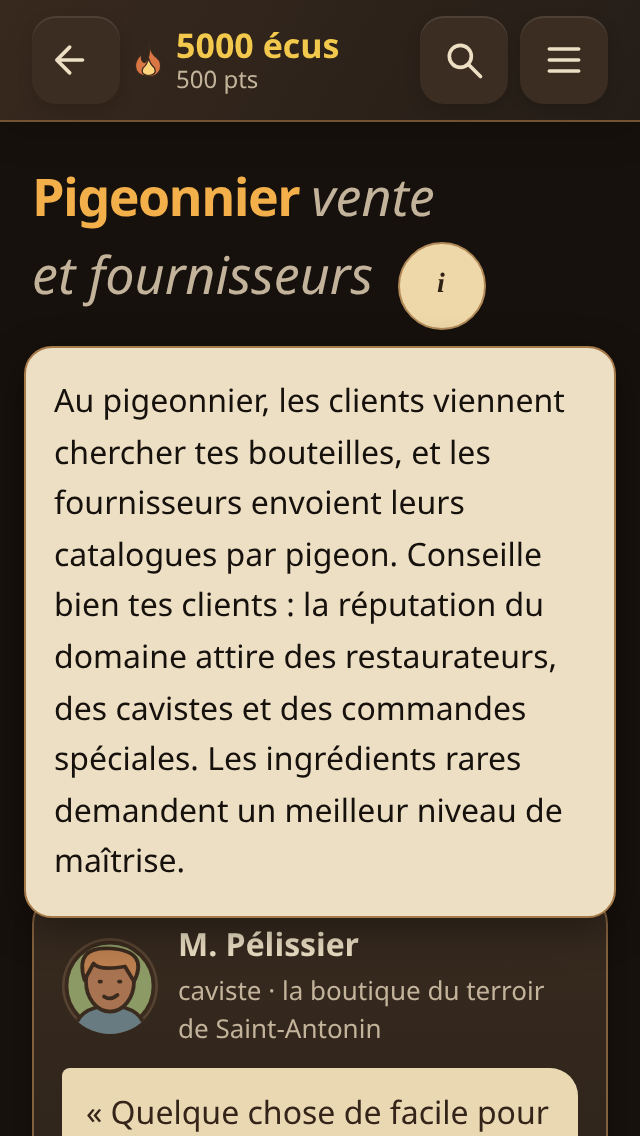 5000 écus
500 pts
Pigeonnier vente
et fournisseurs i
Au pigeonnier, les clients viennent
chercher tes bouteilles, et les
fournisseurs envoient leurs
catalogues par pigeon. Conseille
bien tes clients : la réputation du
domaine attire des restaurateurs,
des cavistes et des commandes
spéciales. Les ingrédients rares
demandent un meilleur niveau de
maîtrise.
M. Pélissier
caviste · la boutique du terroir
de Saint-Antonin
« Quelque chose de facile pour